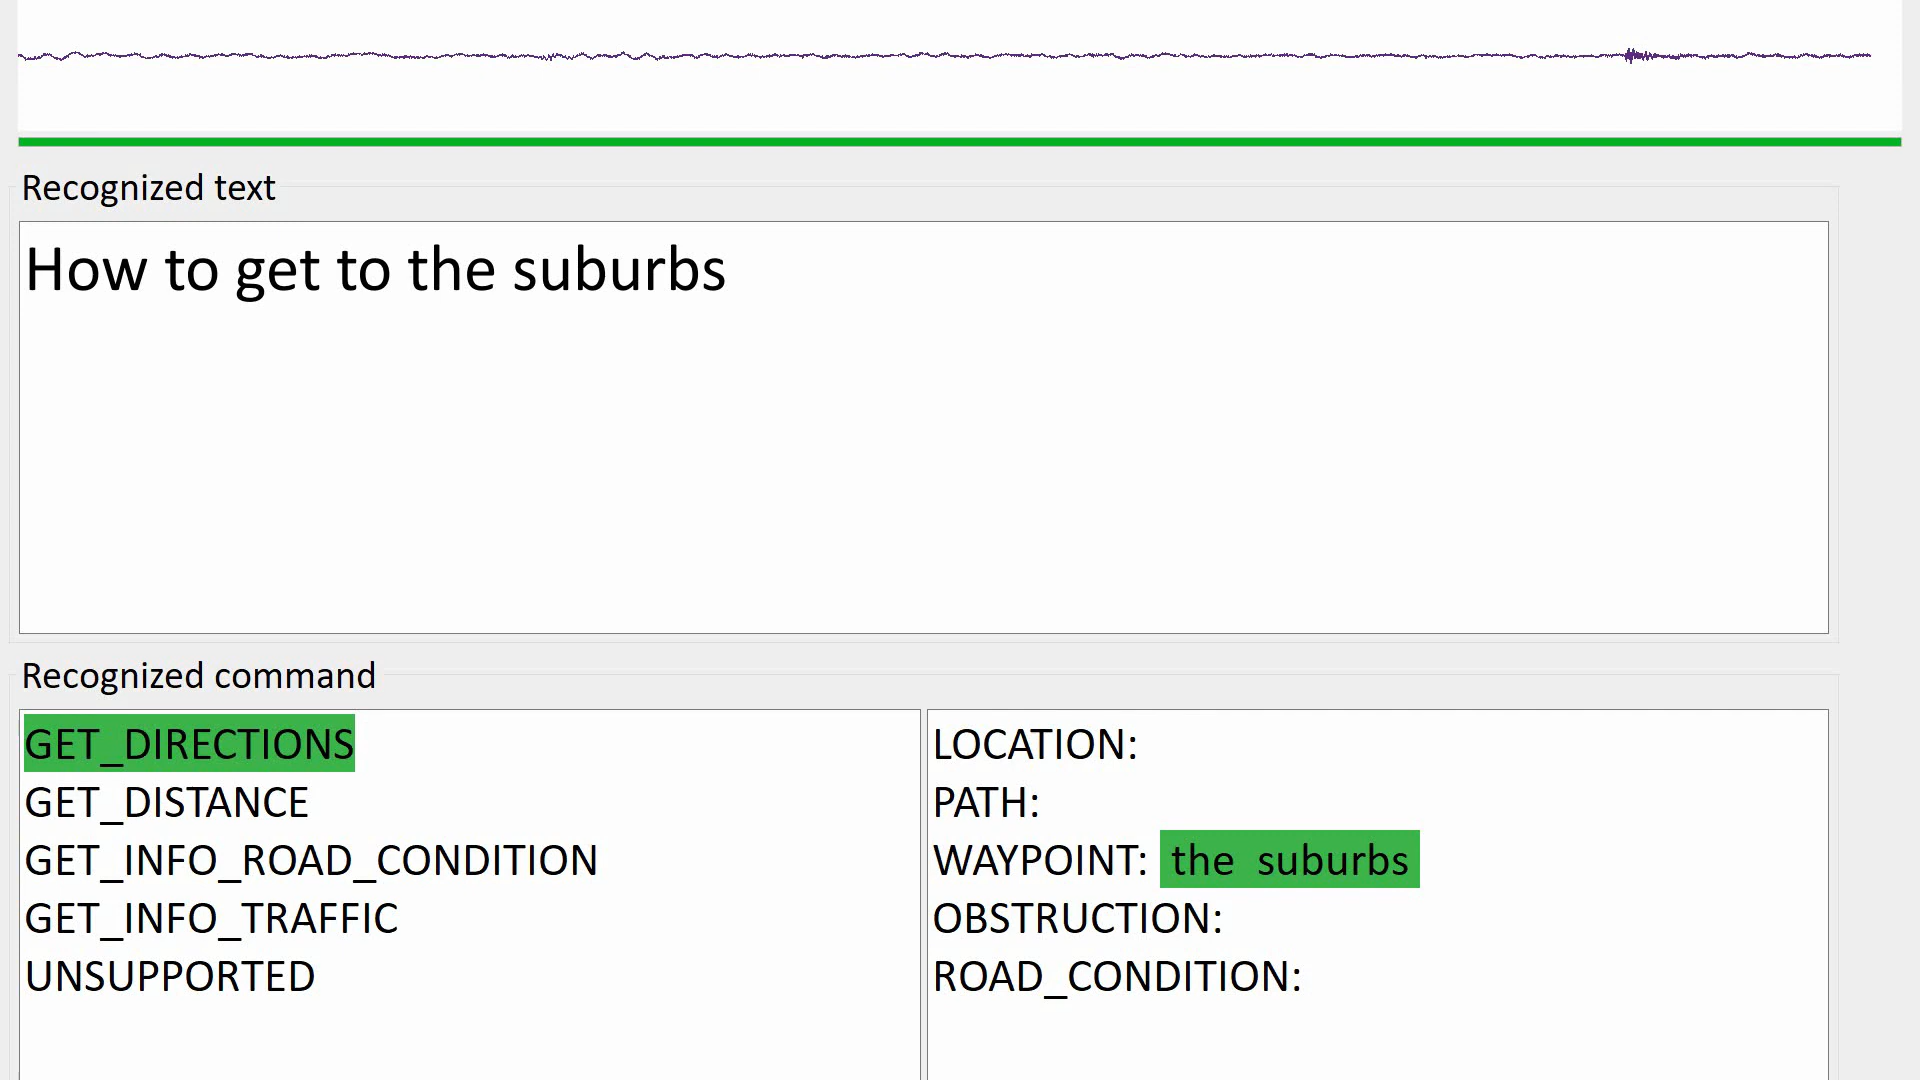 Recognized text
How to get to the suburbs
Recognized command
GET_DIRECTIONS
GET_DISTANCE
GET_INFO_ROAD_CONDITION
GET_INFO_TRAFFIC
UNSUPPORTED
LOCATION:
PATH:
WAYPOINT: the suburbs
OBSTRUCTION:
ROAD_CONDITION: